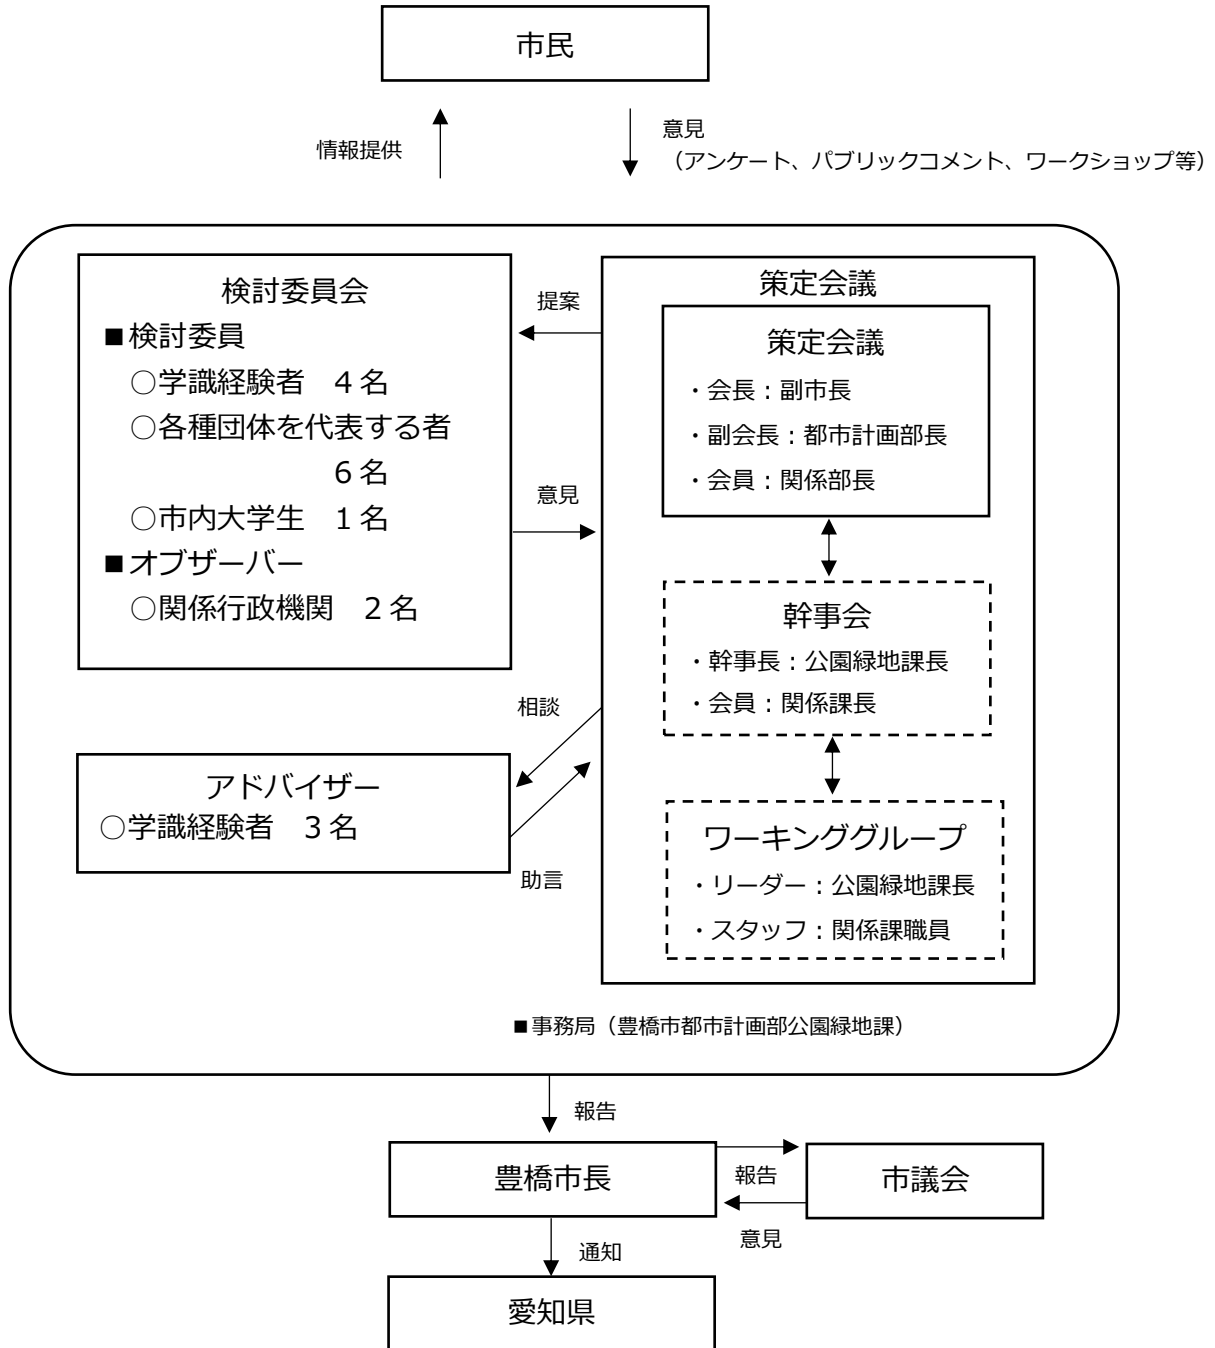 市民
情報提供
意見
（アンケート、パブリックコメント、ワークショップ等）
検討委員会
■検討委員
○学識経験者　４名
○各種団体を代表する者
６名
○市内大学生　１名
■オブザーバー
○関係行政機関　２名
提案
意見
策定会議
策定会議
・会長：副市長
・副会長：都市計画部長
・会員：関係部長
幹事会
・幹事長：公園緑地課長
・会員：関係課長
相談
アドバイザー
○学識経験者　３名
助言
ワーキンググループ
・リーダー：公園緑地課長
・スタッフ：関係課職員
■事務局（豊橋市都市計画部公園緑地課）
報告
豊橋市長
報告
意見
市議会
通知
愛知県